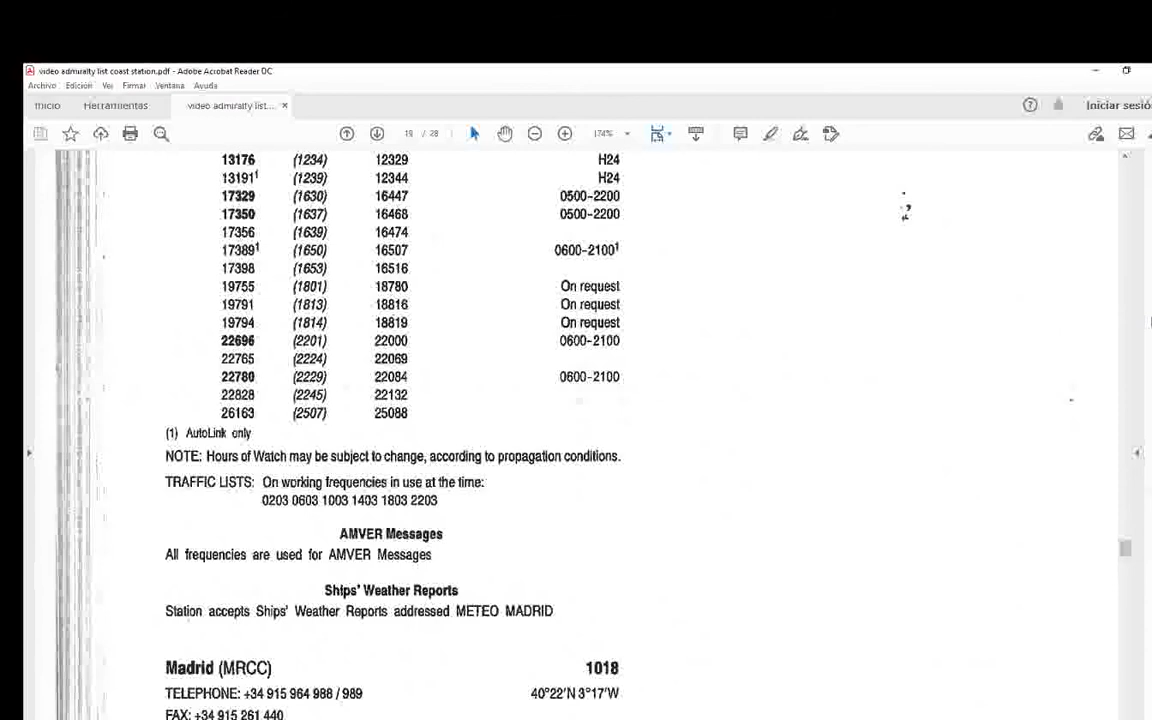 video admiralty list coast station.pdf - Adobe Acrobat Reader DC
Archivo Edición Ver Firmar Ventana Ayuda
Inicio Herramientas video admiralty list... × Iniciar sesió
19 / 28 174%
13176 (1234) 12329 H24
13191¹ (1239) 12344 H24
17329 (1630) 16447 0500-2200
17350 (1637) 16468 0500-2200
17356 (1639) 16474
17389¹ (1650) 16507 0600-2100¹
17398 (1653) 16516
19755 (1801) 18780 On request
19791 (1813) 18816 On request
19794 (1814) 18819 On request
22696 (2201) 22000 0600-2100
22765 (2224) 22069
22780 (2229) 22084 0600-2100
22828 (2245) 22132
26163 (2507) 25088
(1) AutoLink only
NOTE: Hours of Watch may be subject to change, according to propagation conditions.
TRAFFIC LISTS: On working frequencies in use at the time:
0203 0603 1003 1403 1803 2203
AMVER Messages
All frequencies are used for AMVER Messages
Ships' Weather Reports
Station accepts Ships' Weather Reports addressed METEO MADRID
Madrid (MRCC) 1018
TELEPHONE: +34 915 964 988 / 989 40°22'N 3°17'W
FAX: +34 915 261 440